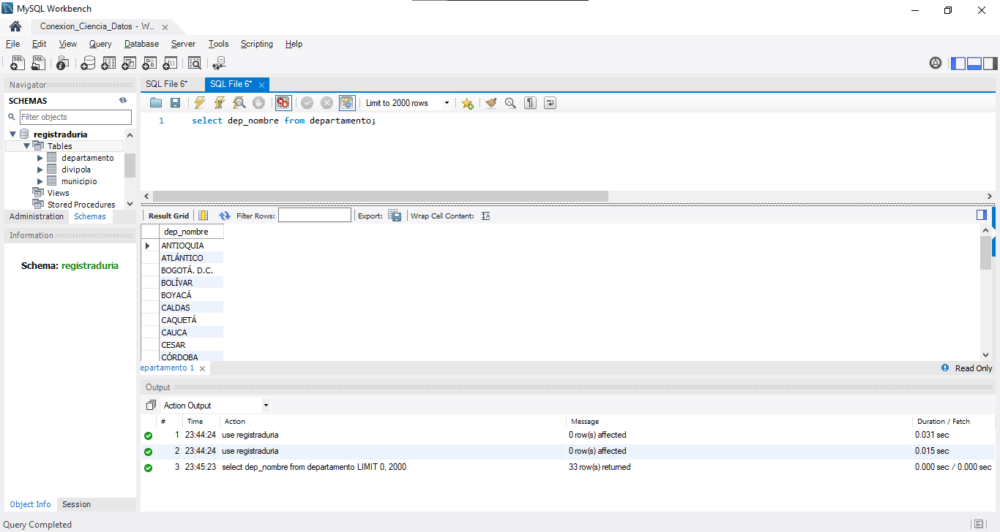 MySQL Workbench
Conexion_Ciencia_Datos - W...
File Edit View Query Database Server Tools Scripting Help
Navigator
SCHEMAS
Filter objects
registraduria
Tables
departamento
divipola
municipio
Views
Stored Procedures
Administration Schemas
Information
Schema: registraduria
Object Info Session
SQL File 6* SQL File 6*
Limit to 2000 rows
1 select dep_nombre from departamento;
Result Grid Filter Rows: Export: Wrap Cell Content:
dep_nombre
ANTIOQUIA
ATLÁNTICO
BOGOTÁ. D.C.
BOLÍVAR
BOYACÁ
CALDAS
CAQUETÁ
CAUCA
CESAR
CÓRDOBA
epartamento 1 Read Only
Output
Action Output
# Time Action Message Duration / Fetch
1 23:44:24 use registraduria 0 row(s) affected 0.031 sec
2 23:44:24 use registraduria 0 row(s) affected 0.015 sec
3 23:45:23 select dep_nombre from departamento LIMIT 0, 2000 33 row(s) returned 0.000 sec / 0.000 sec
Query Completed